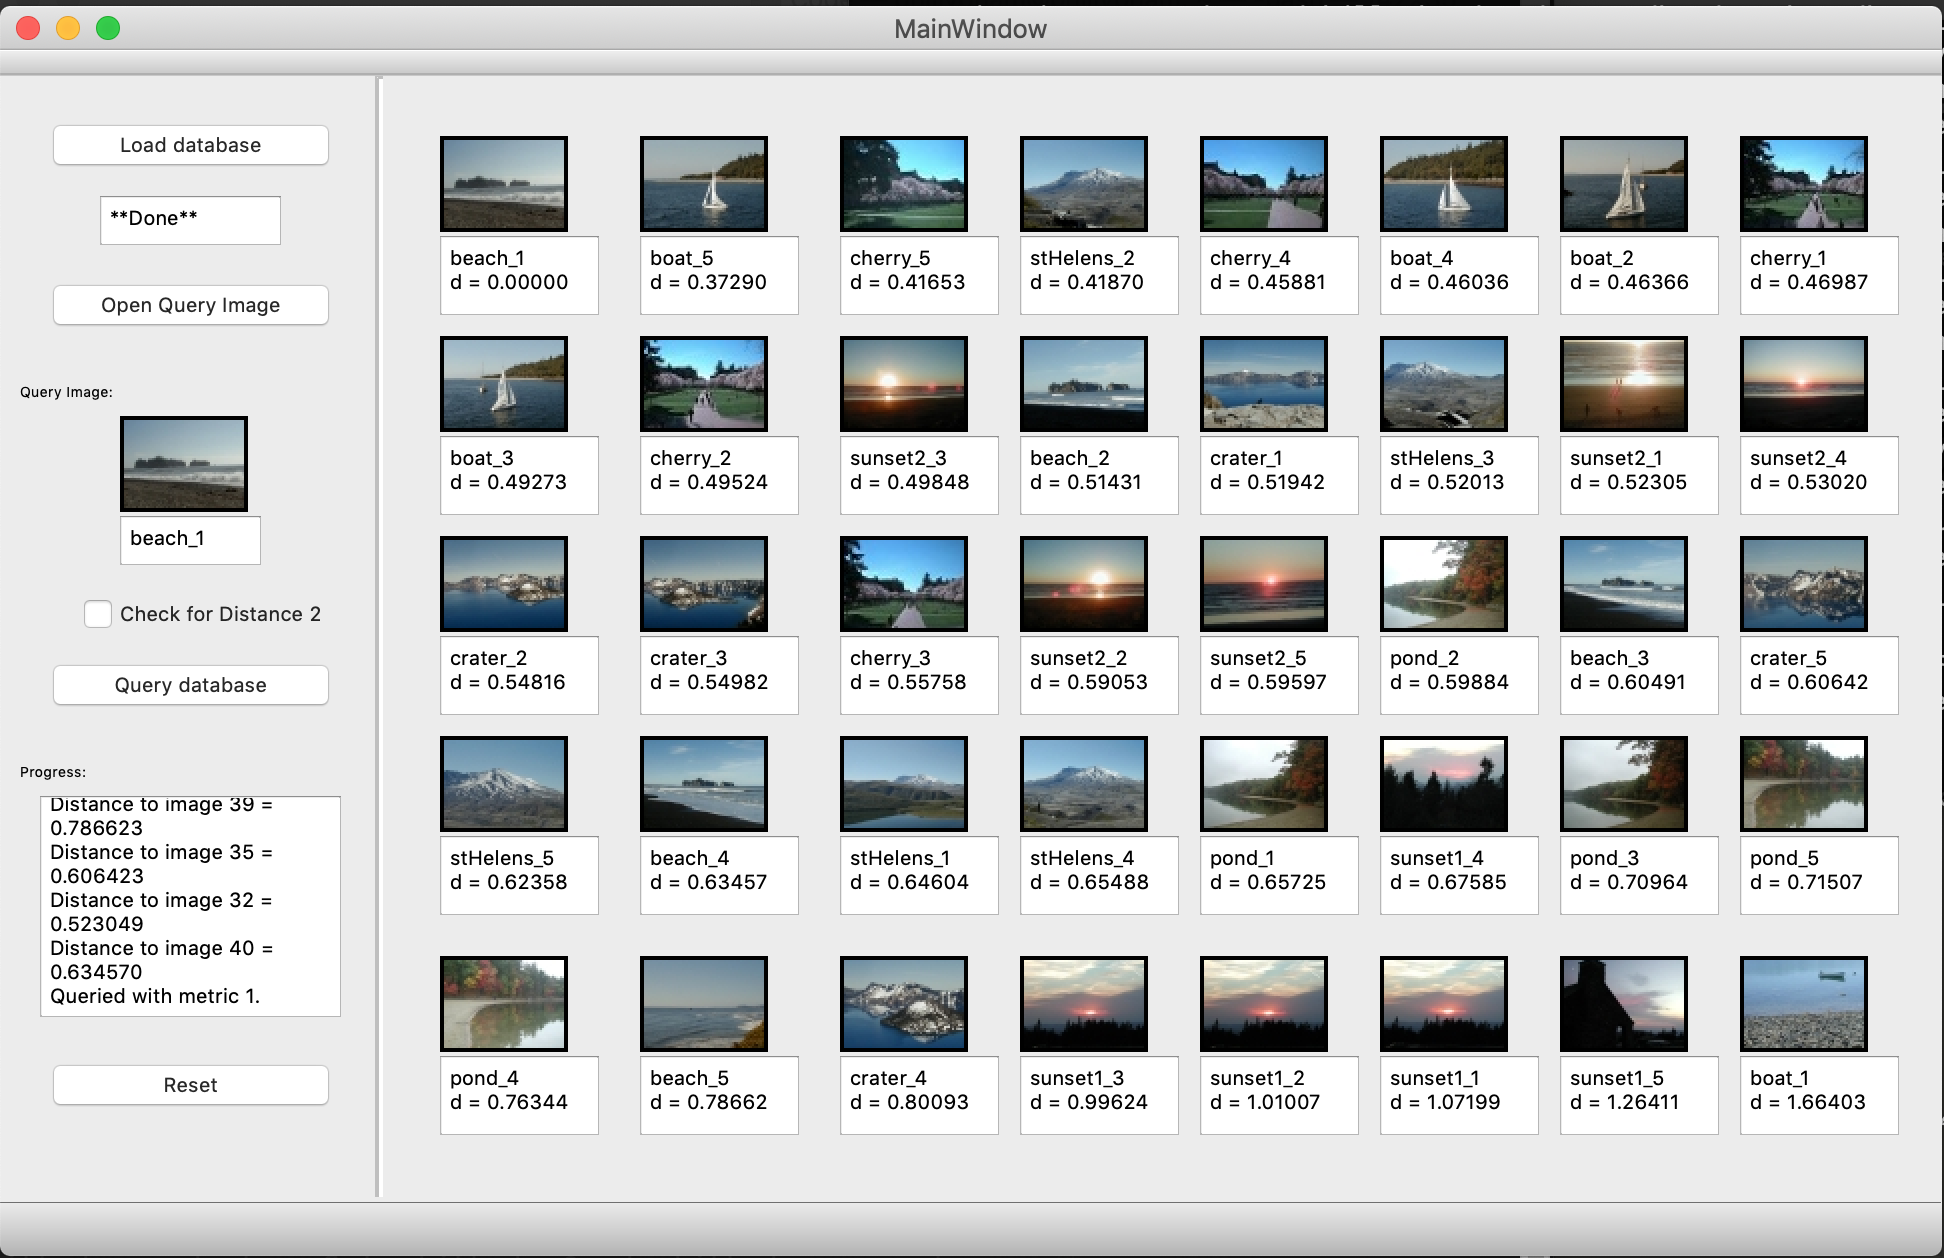 MainWindow
Load database
**Done**
Open Query Image
Query Image:
beach_1
Check for Distance 2
Query database
Progress:
Distance to image 39 =
0.786623
Distance to image 35 =
0.606423
Distance to image 32 =
0.523049
Distance to image 40 =
0.634570
Queried with metric 1.
Reset
beach_1
d = 0.00000
boat_5
d = 0.37290
cherry_5
d = 0.41653
stHelens_2
d = 0.41870
cherry_4
d = 0.45881
boat_4
d = 0.46036
boat_2
d = 0.46366
cherry_1
d = 0.46987
boat_3
d = 0.49273
cherry_2
d = 0.49524
sunset2_3
d = 0.49848
beach_2
d = 0.51431
crater_1
d = 0.51942
stHelens_3
d = 0.52013
sunset2_1
d = 0.52305
sunset2_4
d = 0.53020
crater_2
d = 0.54816
crater_3
d = 0.54982
cherry_3
d = 0.55758
sunset2_2
d = 0.59053
sunset2_5
d = 0.59597
pond_2
d = 0.59884
beach_3
d = 0.60491
crater_5
d = 0.60642
stHelens_5
d = 0.62358
beach_4
d = 0.63457
stHelens_1
d = 0.64604
stHelens_4
d = 0.65488
pond_1
d = 0.65725
sunset1_4
d = 0.67585
pond_3
d = 0.70964
pond_5
d = 0.71507
pond_4
d = 0.76344
beach_5
d = 0.78662
crater_4
d = 0.80093
sunset1_3
d = 0.99624
sunset1_2
d = 1.01007
sunset1_1
d = 1.07199
sunset1_5
d = 1.26411
boat_1
d = 1.66403